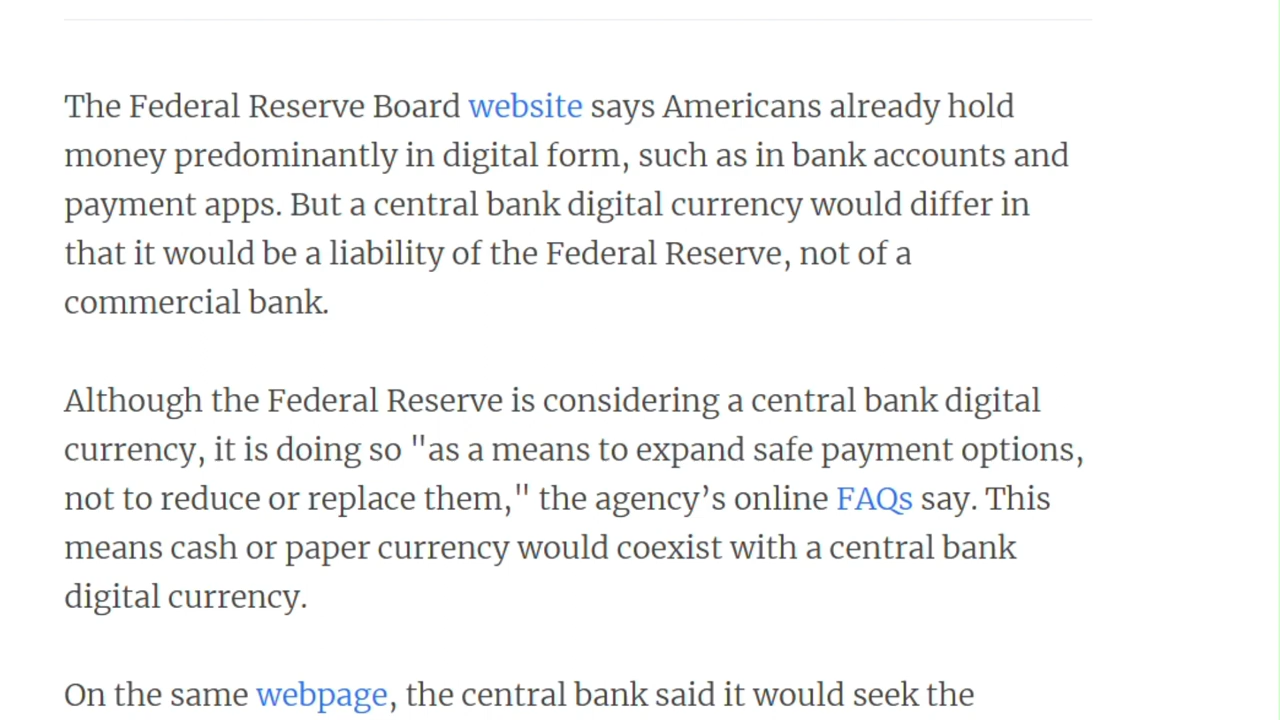 The Federal Reserve Board website says Americans already hold
money predominantly in digital form, such as in bank accounts and
payment apps. But a central bank digital currency would differ in
that it would be a liability of the Federal Reserve, not of a
commercial bank.
Although the Federal Reserve is considering a central bank digital
currency, it is doing so "as a means to expand safe payment options,
not to reduce or replace them," the agency’s online FAQs say. This
means cash or paper currency would coexist with a central bank
digital currency.
On the same webpage, the central bank said it would seek the